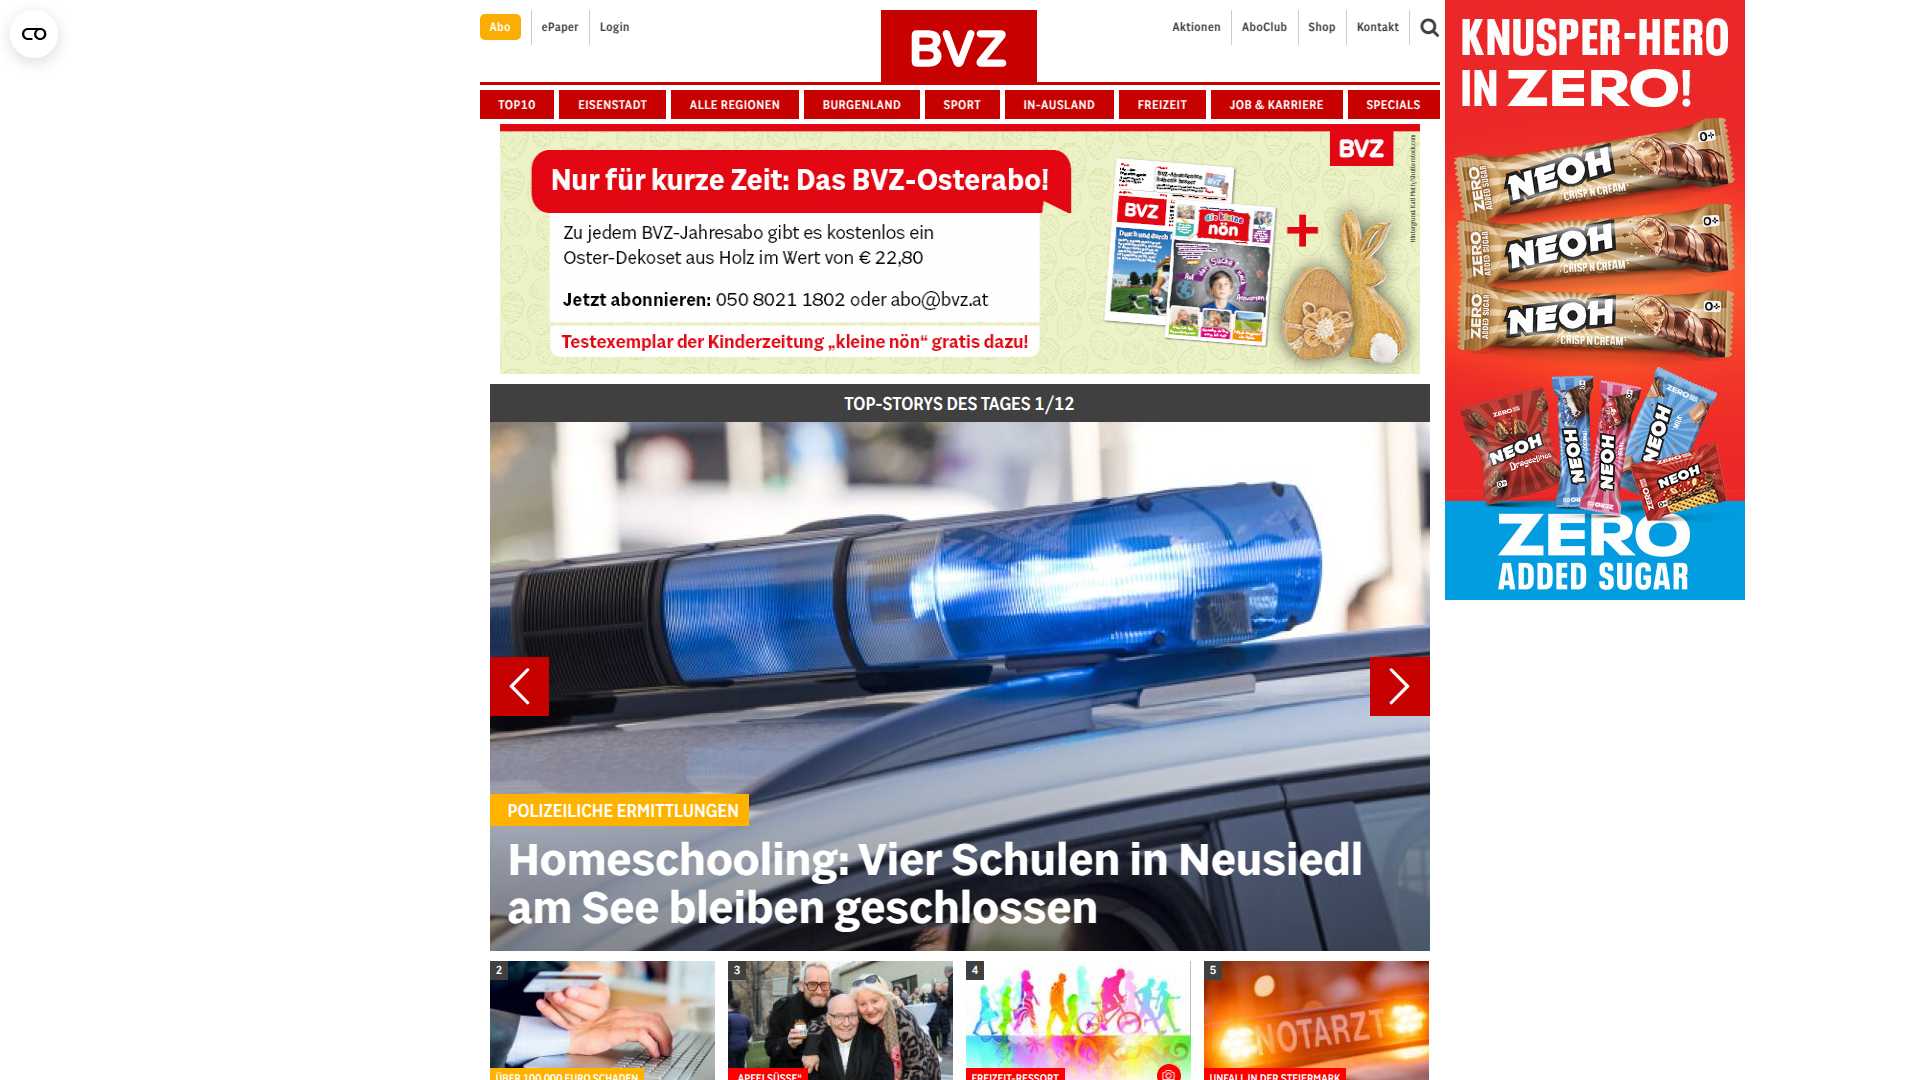 Abo
ePaper
Login
BVZ
Aktionen
AboClub
Shop
Kontakt
TOP10
EISENSTADT
ALLE REGIONEN
BURGENLAND
SPORT
IN-AUSLAND
FREIZEIT
JOB & KARRIERE
SPECIALS
Nur für kurze Zeit: Das BVZ-Osterabo!
Zu jedem BVZ-Jahresabo gibt es kostenlos ein
Oster-Dekoset aus Holz im Wert von € 22,80
Jetzt abonnieren: 050 8021 1802 oder abo@bvz.at
Testexemplar der Kinderzeitung „kleine nön“ gratis dazu!
BVZ
BVZ
die kleine
nön
+
KNUSPER-HERO
IN ZERO!
ZERO
ADDED SUGAR
NEOH
CRISP'N CREAM
0+
ZERO
ADDED SUGAR
NEOH
CRISP'N CREAM
0+
ZERO
ADDED SUGAR
NEOH
CRISP'N CREAM
0+
NEOH
NEOH
NEOH
NEOH
NEOH
ZERO
ADDED SUGAR
TOP-STORYS DES TAGES 1/12
POLIZEILICHE ERMITTLUNGEN
Homeschooling: Vier Schulen in Neusiedl
am See bleiben geschlossen
2
ÜBER 100.000 EURO SCHADEN
3
„APFELSÜSSE“
4
FREIZEIT-RESSORT
5
NOTARZT
UNFALL IN DER STEIERMARK